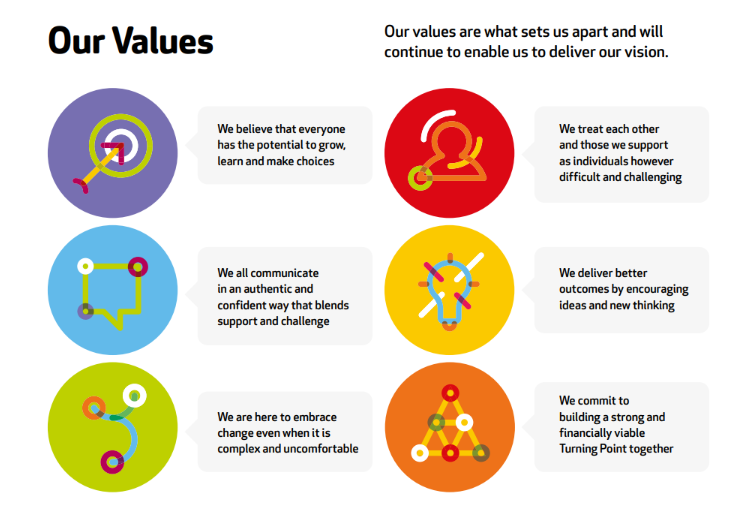 Our Values
Our values are what sets us apart and will
continue to enable us to deliver our vision.
We believe that everyone
has the potential to grow,
learn and make choices
We treat each other
and those we support
as individuals however
difficult and challenging
We all communicate
in an authentic and
confident way that blends
support and challenge
We deliver better
outcomes by encouraging
ideas and new thinking
We are here to embrace
change even when it is
complex and uncomfortable
We commit to
building a strong and
financially viable
Turning Point together